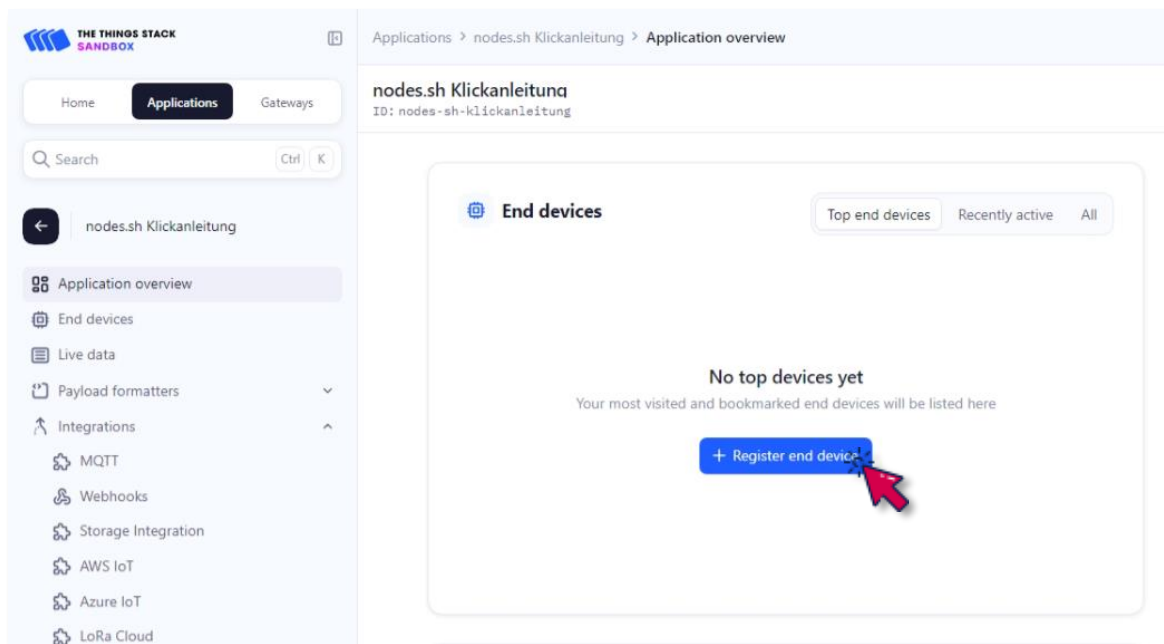 THE THINGS STACK
SANDBOX
Home Applications Gateways
Search Ctrl K
nodes.sh Klickanleitung
Application overview
End devices
Live data
Payload formatters
Integrations
MQTT
Webhooks
Storage Integration
AWS IoT
Azure IoT
LoRa Cloud
Applications > nodes.sh Klickanleitung > Application overview
nodes.sh Klickanleitung
ID: nodes-sh-klickanleitung
End devices
Top end devices Recently active All
No top devices yet
Your most visited and bookmarked end devices will be listed here
+ Register end device